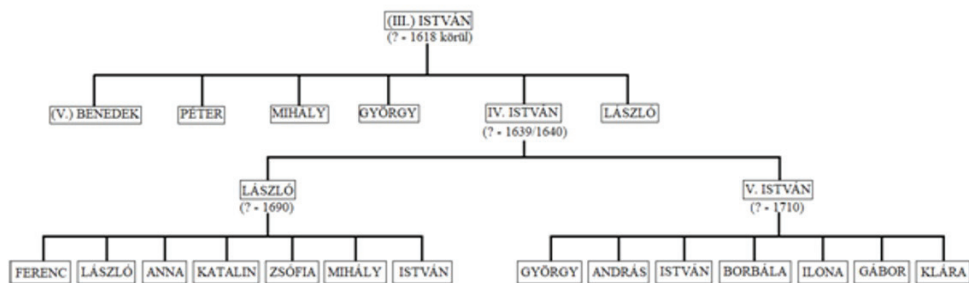 (III.) ISTVÁN
(? - 1618 körül)
(V.) BENEDEK PÉTER MIHÁLY GYÖRGY IV. ISTVÁN LÁSZLÓ
(? - 1639/1640)
LÁSZLÓ V. ISTVÁN
(? - 1690) (? - 1710)
FERENC LÁSZLÓ ANNA KATALIN ZSÓFIA MIHÁLY ISTVÁN GYÖRGY ANDRÁS ISTVÁN BORBÁLA ILONA GÁBOR KLÁRA